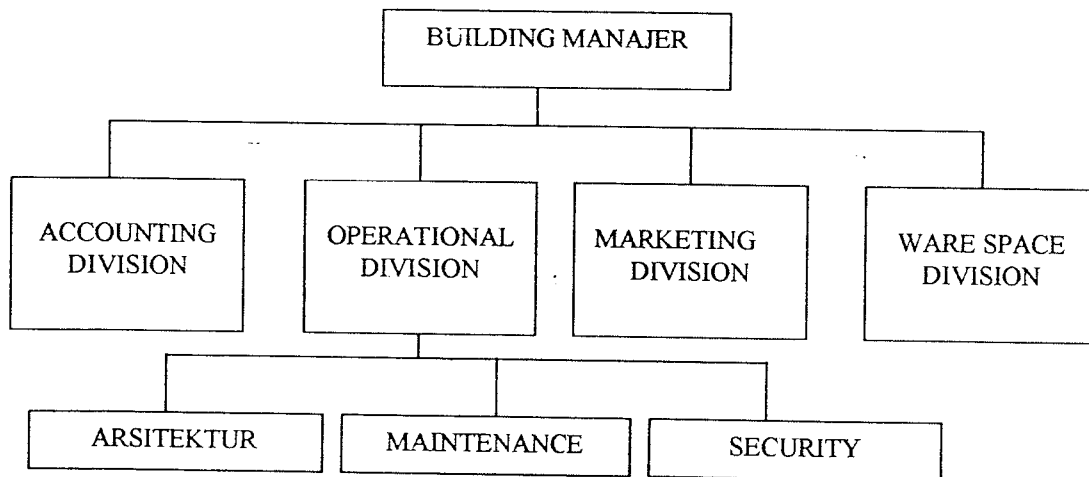 BUILDING MANAJER
ACCOUNTING
DIVISION
OPERATIONAL
DIVISION
MARKETING
DIVISION
WARE SPACE
DIVISION
ARSITEKTUR
MAINTENANCE
SECURITY